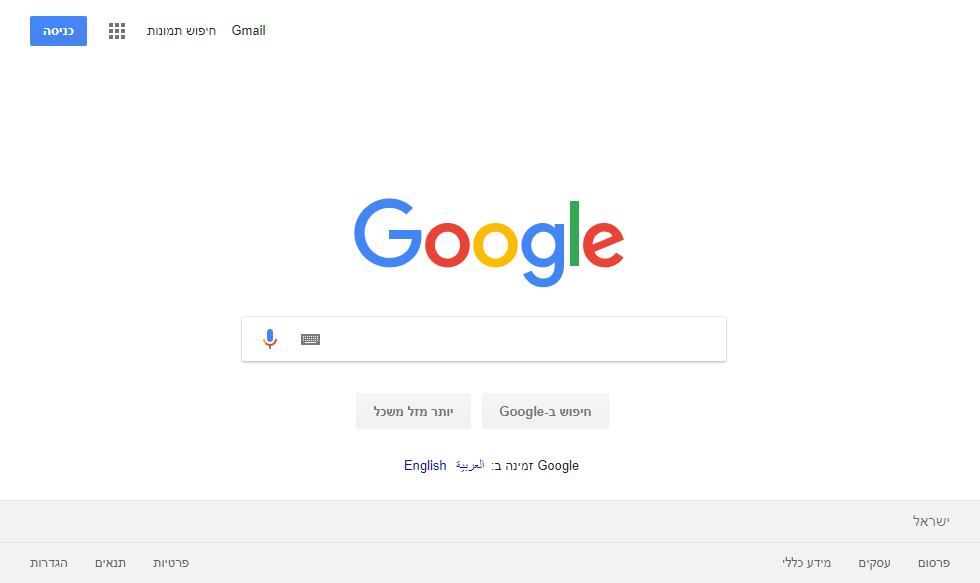 Gmail חיפוש תמונות כניסה
Google
חיפוש ב-Google יותר מזל משכל
Google זמינה ב: العربية English
ישראל
פרסום עסקים מידע כללי פרטיות תנאים הגדרות